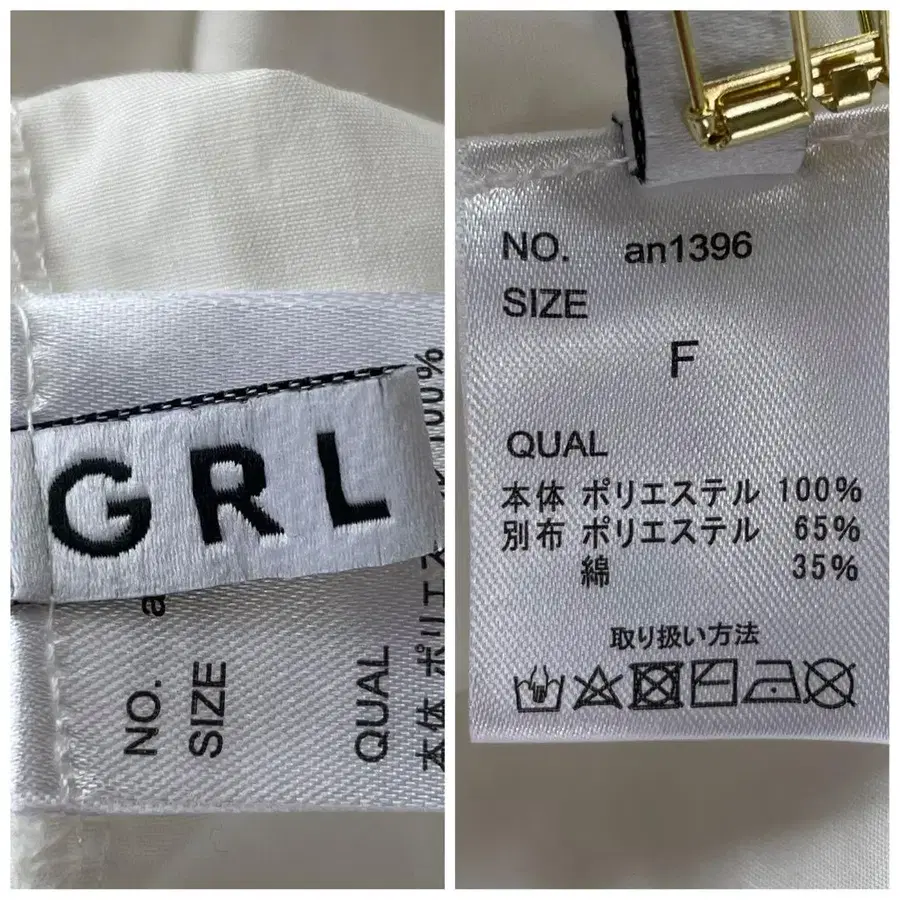 GRL
100%
NO. a
SIZE
QUAL
本体 ポリエス
NO. an1396
SIZE
F
QUAL
本体 ポリエステル 100%
別布 ポリエステル 65%
綿 35%
取り扱い方法